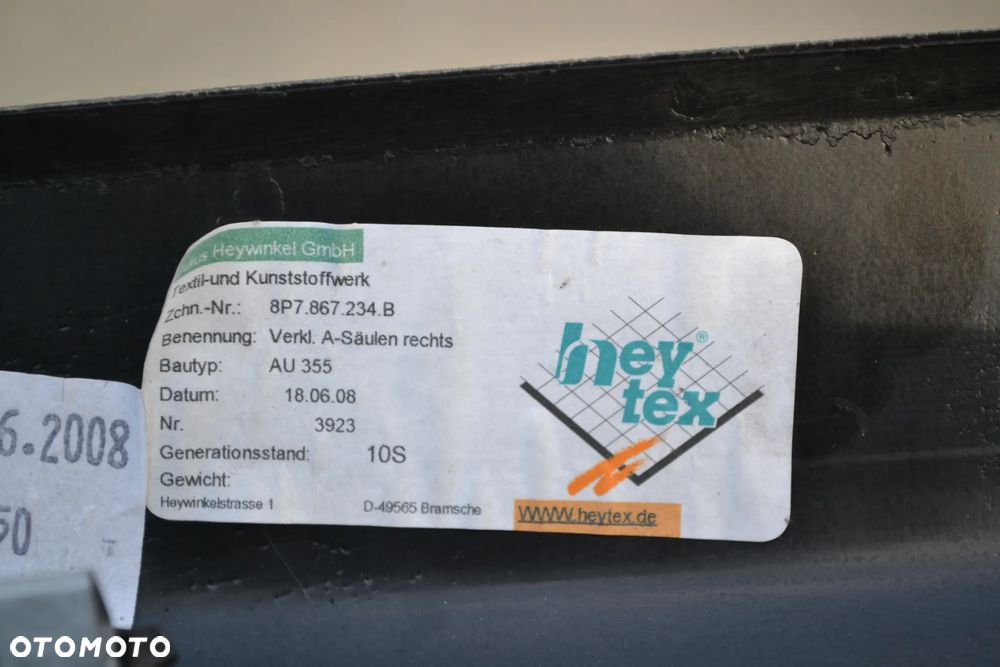 Heywinkel GmbH
Textil-und Kunststoffwerk
Zchn.-Nr.: 8P7.867.234.B
Benennung: Verkl. A-Säulen rechts
Bautyp: AU 355
Datum: 18.06.08
Nr. 3923
Generationsstand: 10S
Gewicht:
Heywinkelstrasse 1 D-49565 Bramsche
hey®
tex
WWW.heytex.de
6.2008
50
T
OTOMOTO